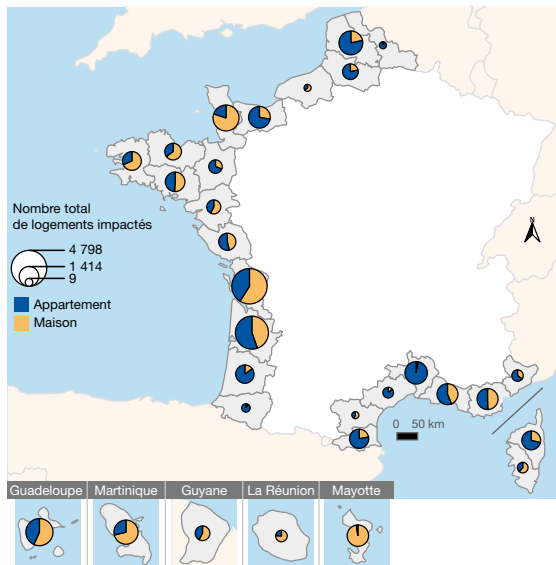 Nombre total
de logements impactés
4 798
1 414
9
Appartement
Maison
N
0 50 km
Guadeloupe
Martinique
Guyane
La Réunion
Mayotte